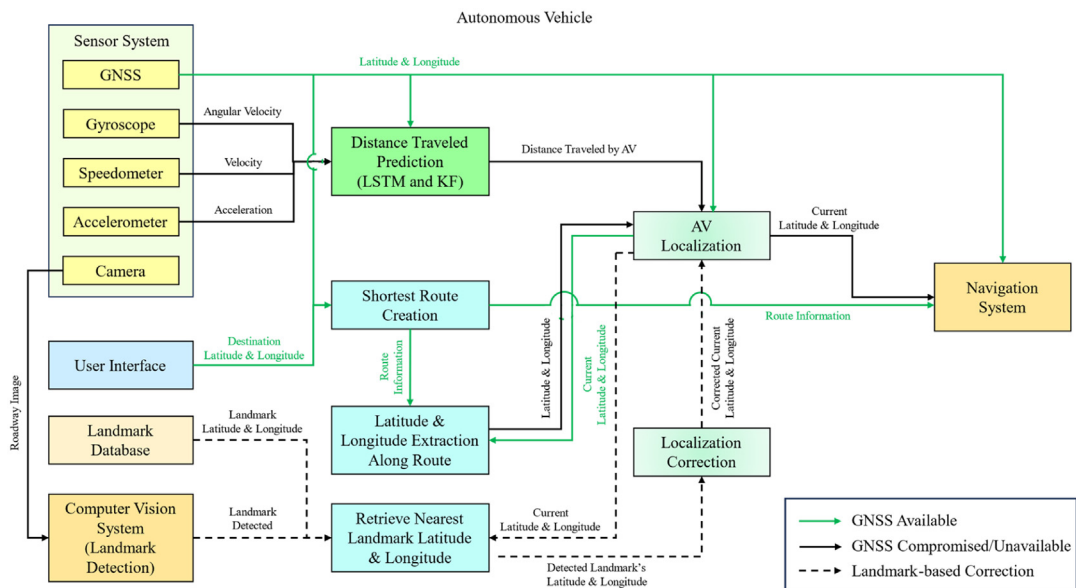 Autonomous Vehicle
Sensor System
GNSS
Gyroscope
Speedometer
Accelerometer
Camera
Latitude & Longitude
Angular Velocity
Velocity
Acceleration
Distance Traveled
Prediction
(LSTM and KF)
Distance Traveled by AV
AV
Localization
Current
Latitude & Longitude
Navigation
System
Shortest Route
Creation
Route Information
User Interface
Destination
Latitude & Longitude
Route
Information
Latitude & Longitude
Current
Latitude & Longitude
Corrected Current
Latitude & Longitude
Roadway Image
Landmark
Database
Landmark
Latitude & Longitude
Latitude &
Longitude Extraction
Along Route
Localization
Correction
Computer Vision
System
(Landmark
Detection)
Landmark
Detected
Retrieve Nearest
Landmark Latitude
& Longitude
Current
Latitude & Longitude
Detected Landmark's
Latitude & Longitude
GNSS Available
GNSS Compromised/Unavailable
Landmark-based Correction